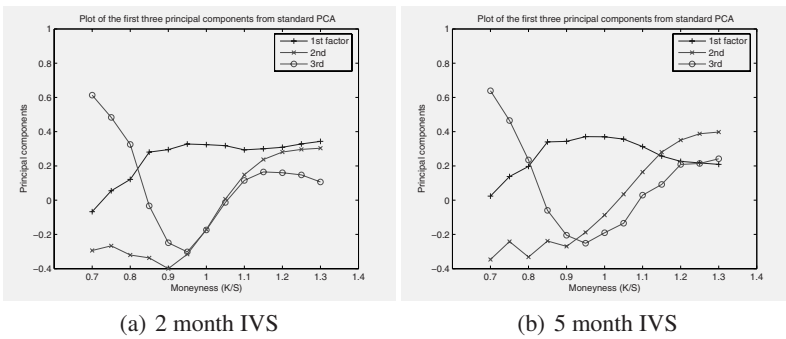 Plot of the first three principal components from standard PCA
1
0.8
0.6
0.4
0.2
0
−0.2
−0.4
Principal components
1st factor
2nd
3rd
0.7 0.8 0.9 1 1.1 1.2 1.3 1.4
Moneyness (K/S)
(a) 2 month IVS
Plot of the first three principal components from standard PCA
1
0.8
0.6
0.4
0.2
0
−0.2
−0.4
Principal components
1st factor
2nd
3rd
0.7 0.8 0.9 1 1.1 1.2 1.3 1.4
Moneyness (K/S)
(b) 5 month IVS